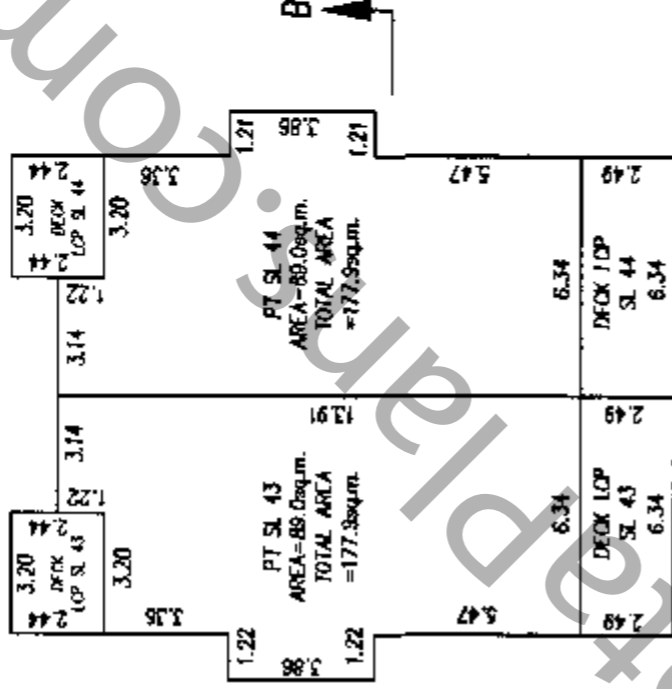 B
3.20
2.44
DECK
LCP SL 43
2.44
3.20
1.22
3.14
3.14
1.22
3.20
2.44
DECK
LCP SL 44
2.44
3.20
3.36
3.36
1.22
3.86
1.22
1.21
3.86
1.21
PT SL 43
AREA=89.0sq.m.
TOTAL AREA
=177.9sq.m.
13.91
PT SL 44
AREA=89.0sq.m.
TOTAL AREA
=177.9sq.m.
5.47
5.47
6.34
6.34
2.49
DECK LCP
SL 43
6.34
2.49
DECK LCP
SL 44
6.34
2.49